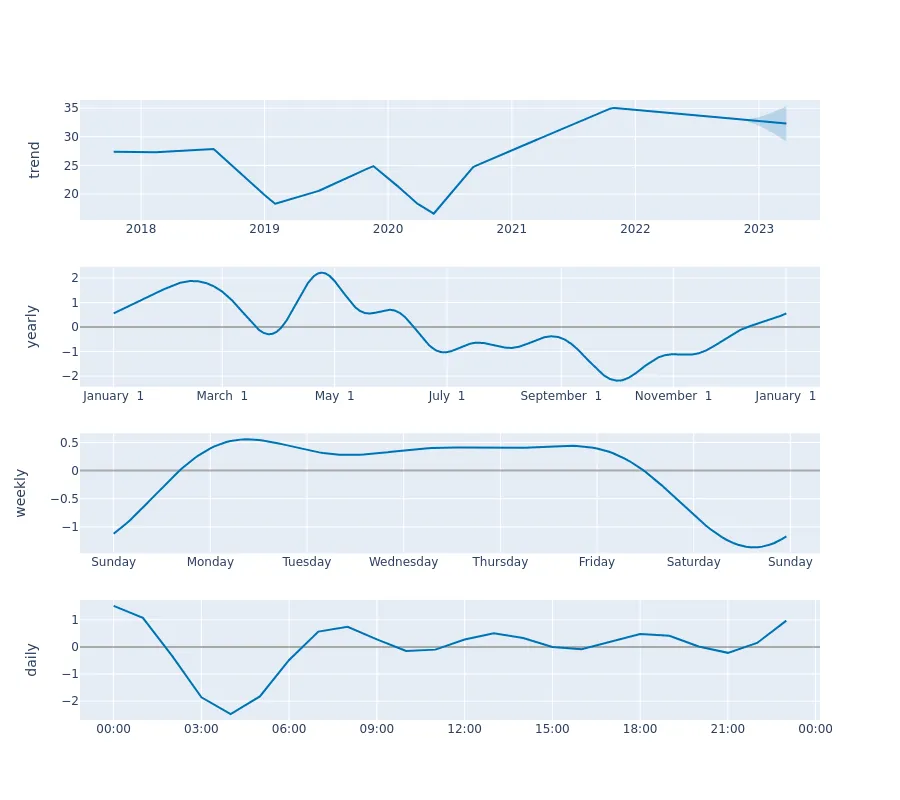 trend
35
30
25
20
2018 2019 2020 2021 2022 2023
yearly
2
1
0
−1
−2
January 1 March 1 May 1 July 1 September 1 November 1 January 1
weekly
0.5
0
−0.5
−1
Sunday Monday Tuesday Wednesday Thursday Friday Saturday Sunday
daily
1
0
−1
−2
00:00 03:00 06:00 09:00 12:00 15:00 18:00 21:00 00:00